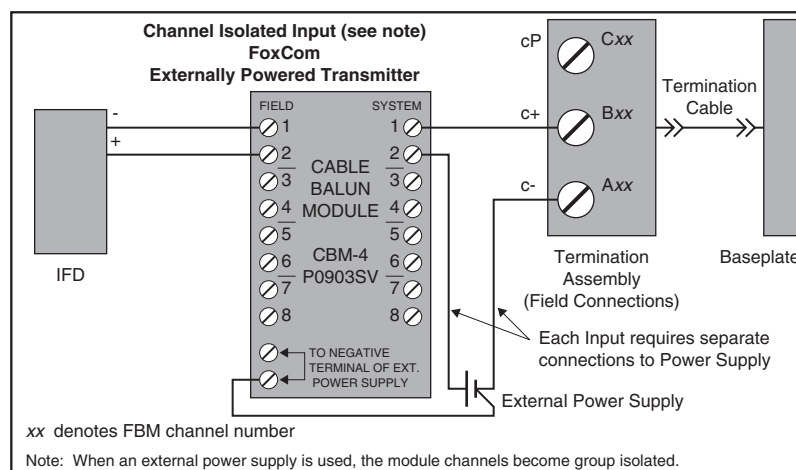 Channel Isolated Input (see note)
FoxCom
Externally Powered Transmitter
FIELD
SYSTEM
-
+
IFD
1
2
3
4
5
6
7
8
CABLE
BALUN
MODULE
CBM-4
P0903SV
1
2
3
4
5
6
7
8
TO NEGATIVE
TERMINAL OF EXT.
POWER SUPPLY
cP
Cxx
c+
Bxx
c-
Axx
Termination
Cable
Termination
Assembly
(Field Connections)
Baseplate
Each Input requires separate
connections to Power Supply
External Power Supply
xx denotes FBM channel number
Note: When an external power supply is used, the module channels become group isolated.